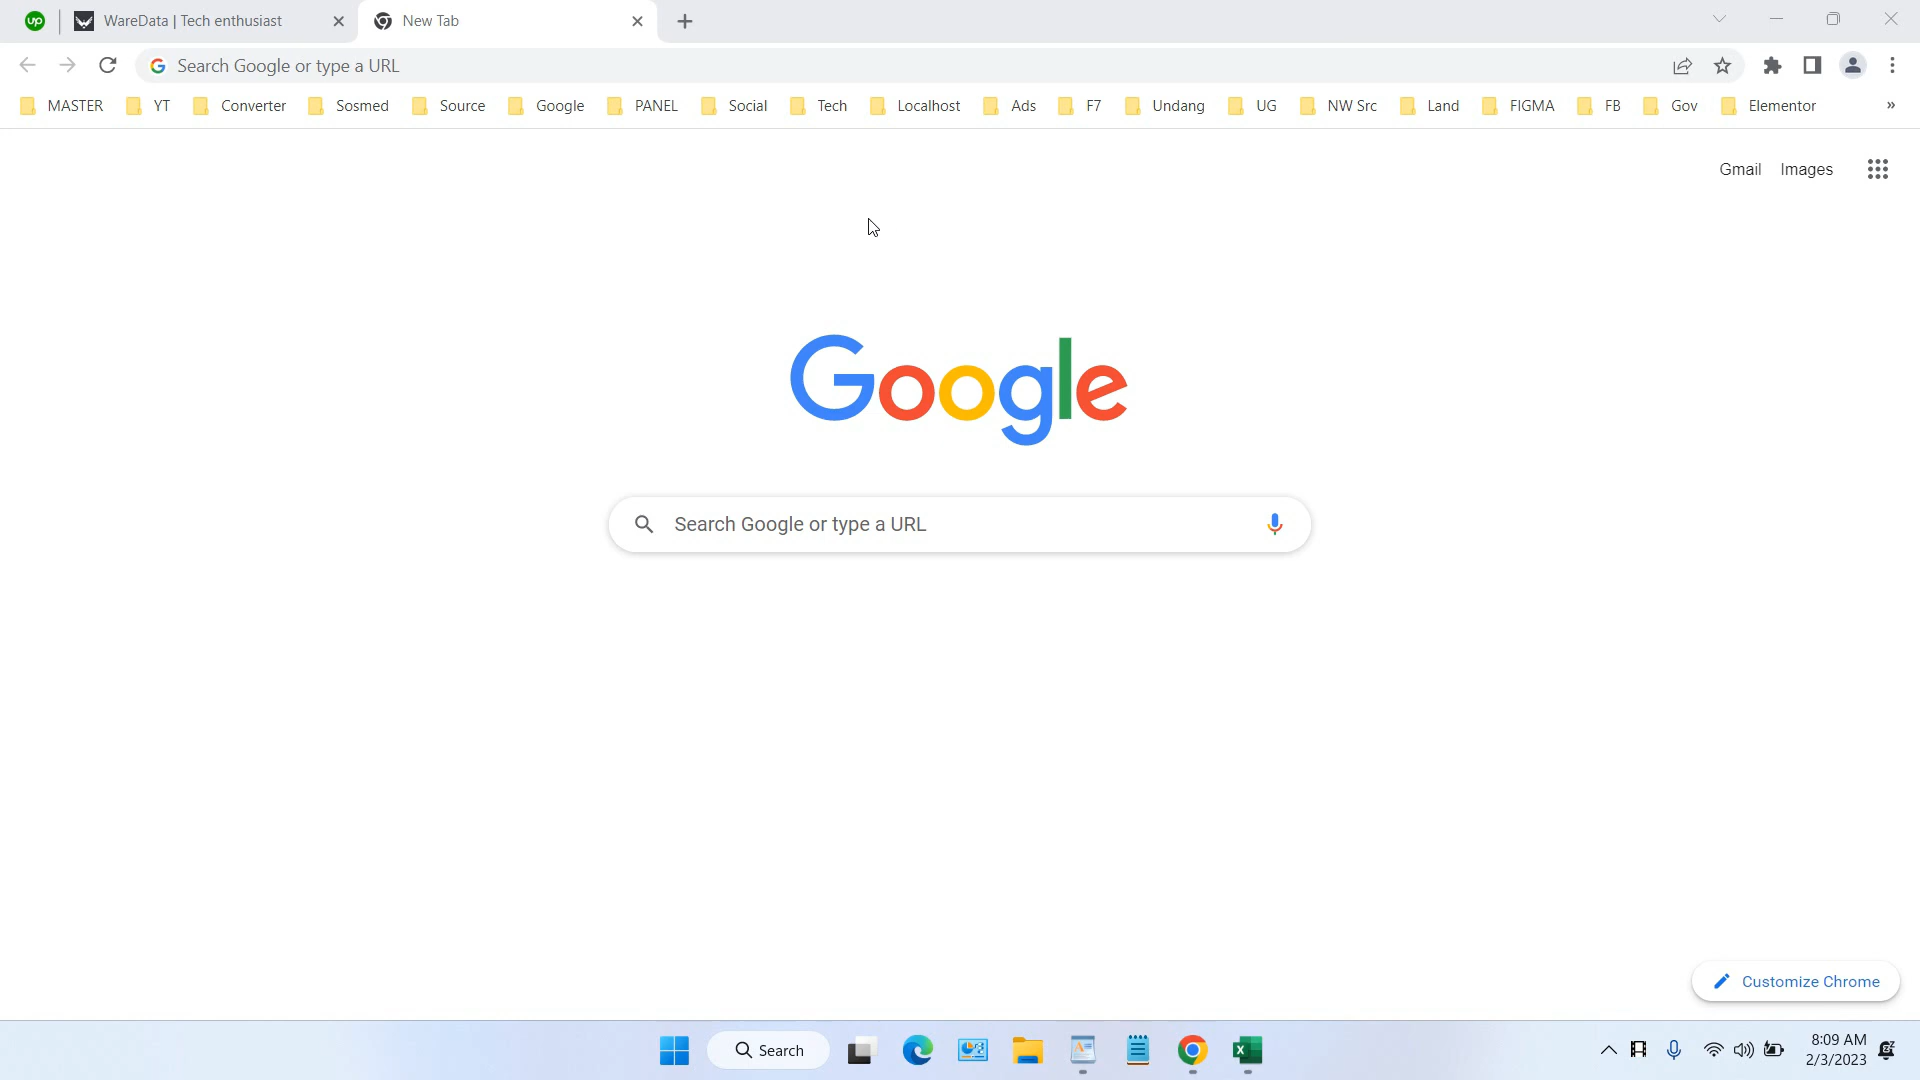 up WareData | Tech enthusiast New Tab
Search Google or type a URL
MASTER YT Converter Sosmed Source Google PANEL Social Tech Localhost Ads F7 Undang UG NW Src Land FIGMA FB Gov Elementor »
Gmail Images
Google
Search Google or type a URL
Customize Chrome
Search
8:09 AM
2/3/2023